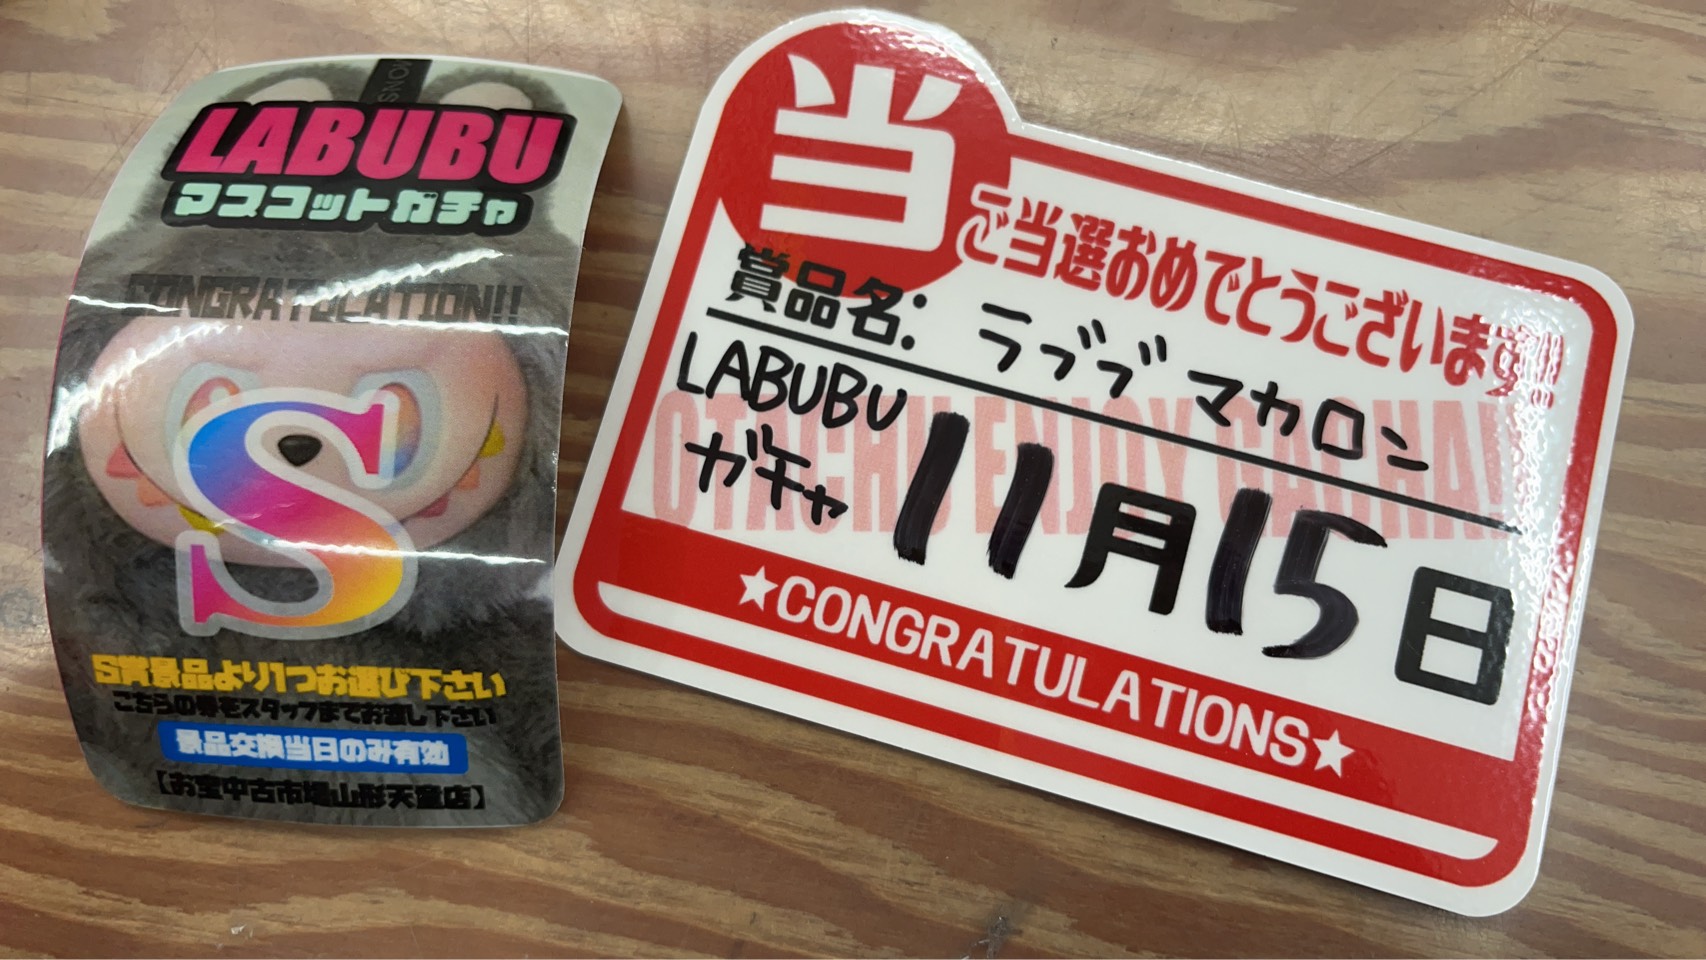 SNOW
LABUBU
マスコットガチャ
CONGRATULATION!!
S
S賞景品より1つお選び下さい
こちらの券をスタッフまでお渡し下さい
景品交換当日のみ有効
【お宝中古市場山形天童店】
当
ご当選おめでとうございます!!!
賞品名: ラブブ マカロン
LABUBU
ガチャ
11月15日
OTACHU ENJOY GACHA!!
★CONGRATULATIONS★